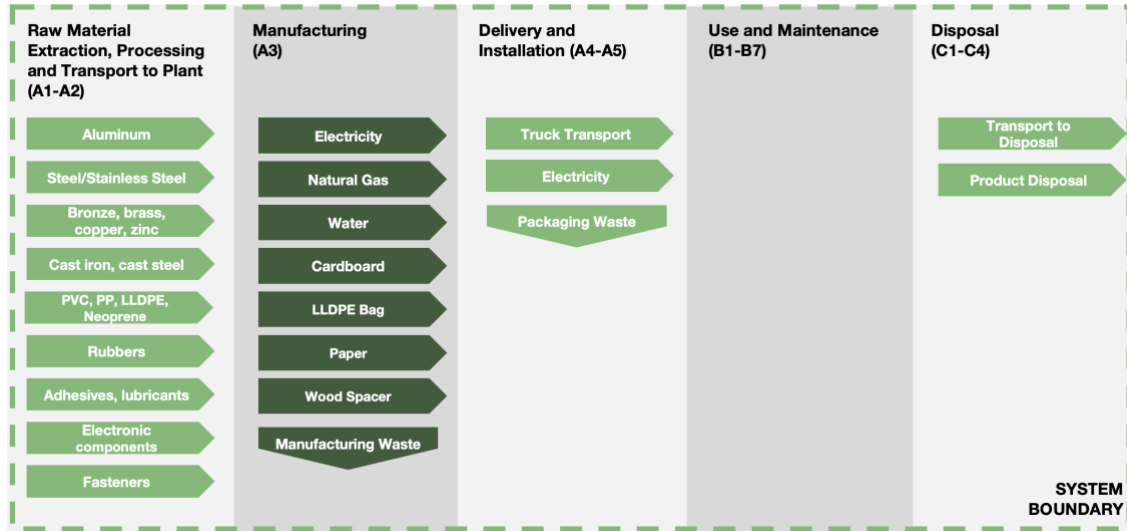 Raw Material
Extraction, Processing
and Transport to Plant
(A1-A2)
Aluminum
Steel/Stainless Steel
Bronze, brass,
copper, zinc
Cast iron, cast steel
PVC, PP, LLDPE,
Neoprene
Rubbers
Adhesives, lubricants
Electronic
components
Fasteners
Manufacturing
(A3)
Electricity
Natural Gas
Water
Cardboard
LLDPE Bag
Paper
Wood Spacer
Manufacturing Waste
Delivery and
Installation (A4-A5)
Truck Transport
Electricity
Packaging Waste
Use and Maintenance
(B1-B7)
Disposal
(C1-C4)
Transport to
Disposal
Product Disposal
SYSTEM
BOUNDARY